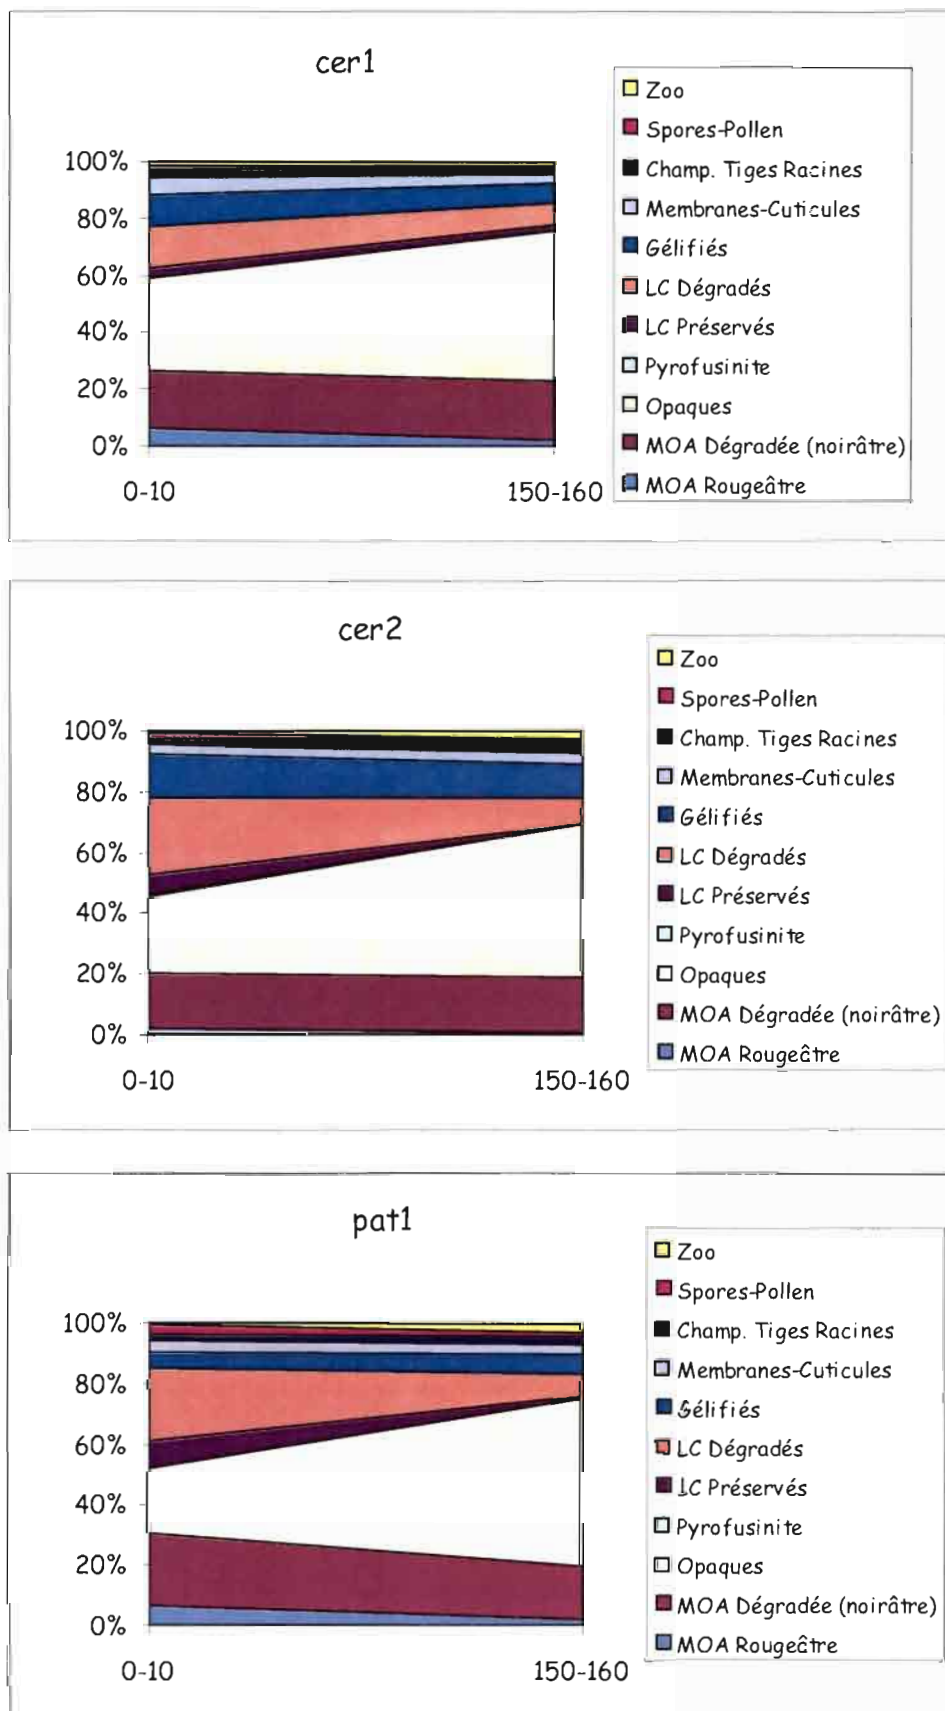 cer1
100%
80%
60%
40%
20%
0%
0-10
150-160
Zoo
Spores-Pollen
Champ. Tiges Racines
Membranes-Cuticules
Gélifiés
LC Dégradés
LC Préservés
Pyrofusinite
Opaques
MOA Dégradée (noirâtre)
MOA Rougeâtre
cer2
100%
80%
60%
40%
20%
0%
0-10
150-160
Zoo
Spores-Pollen
Champ. Tiges Racines
Membranes-Cuticules
Gélifiés
LC Dégradés
LC Préservés
Pyrofusinite
Opaques
MOA Dégradée (noirâtre)
MOA Rougeâtre
pat1
100%
80%
60%
40%
20%
0%
0-10
150-160
Zoo
Spores-Pollen
Champ. Tiges Racines
Membranes-Cuticules
Gélifiés
LC Dégradés
LC Préservés
Pyrofusinite
Opaques
MOA Dégradée (noirâtre)
MOA Rougeâtre